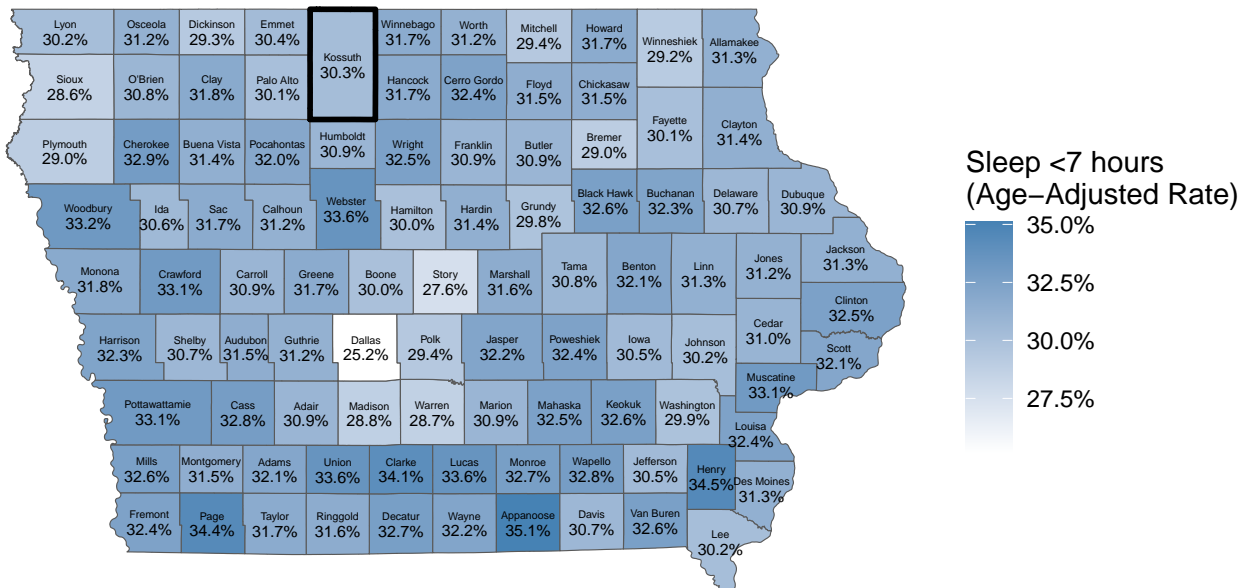 Lyon
30.2%
Osceola
31.2%
Dickinson
29.3%
Emmet
30.4%
Kossuth
30.3%
Winnebago
31.7%
Worth
31.2%
Mitchell
29.4%
Howard
31.7%
Winneshiek
29.2%
Allamakee
31.3%
Sioux
28.6%
O'Brien
30.8%
Clay
31.8%
Palo Alto
30.1%
Hancock
31.7%
Cerro Gordo
32.4%
Floyd
31.5%
Chickasaw
31.5%
Fayette
30.1%
Clayton
31.4%
Plymouth
29.0%
Cherokee
32.9%
Buena Vista
31.4%
Pocahontas
32.0%
Humboldt
30.9%
Wright
32.5%
Franklin
30.9%
Butler
30.9%
Bremer
29.0%
Woodbury
33.2%
Ida
30.6%
Sac
31.7%
Calhoun
31.2%
Webster
33.6%
Hamilton
30.0%
Hardin
31.4%
Grundy
29.8%
Black Hawk
32.6%
Buchanan
32.3%
Delaware
30.7%
Dubuque
30.9%
Monona
31.8%
Crawford
33.1%
Carroll
30.9%
Greene
31.7%
Boone
30.0%
Story
27.6%
Marshall
31.6%
Tama
30.8%
Benton
32.1%
Linn
31.3%
Jones
31.2%
Jackson
31.3%
Clinton
32.5%
Harrison
32.3%
Shelby
30.7%
Audubon
31.5%
Guthrie
31.2%
Dallas
25.2%
Polk
29.4%
Jasper
32.2%
Poweshiek
32.4%
Iowa
30.5%
Johnson
30.2%
Cedar
31.0%
Scott
32.1%
Muscatine
33.1%
Pottawattamie
33.1%
Cass
32.8%
Adair
30.9%
Madison
28.8%
Warren
28.7%
Marion
30.9%
Mahaska
32.5%
Keokuk
32.6%
Washington
29.9%
Louisa
32.4%
Mills
32.6%
Montgomery
31.5%
Adams
32.1%
Union
33.6%
Clarke
34.1%
Lucas
33.6%
Monroe
32.7%
Wapello
32.8%
Jefferson
30.5%
Henry
34.5%
Des Moines
31.3%
Fremont
32.4%
Page
34.4%
Taylor
31.7%
Ringgold
31.6%
Decatur
32.7%
Wayne
32.2%
Appanoose
35.1%
Davis
30.7%
Van Buren
32.6%
Lee
30.2%
Sleep <7 hours
(Age−Adjusted Rate)
35.0%
32.5%
30.0%
27.5%